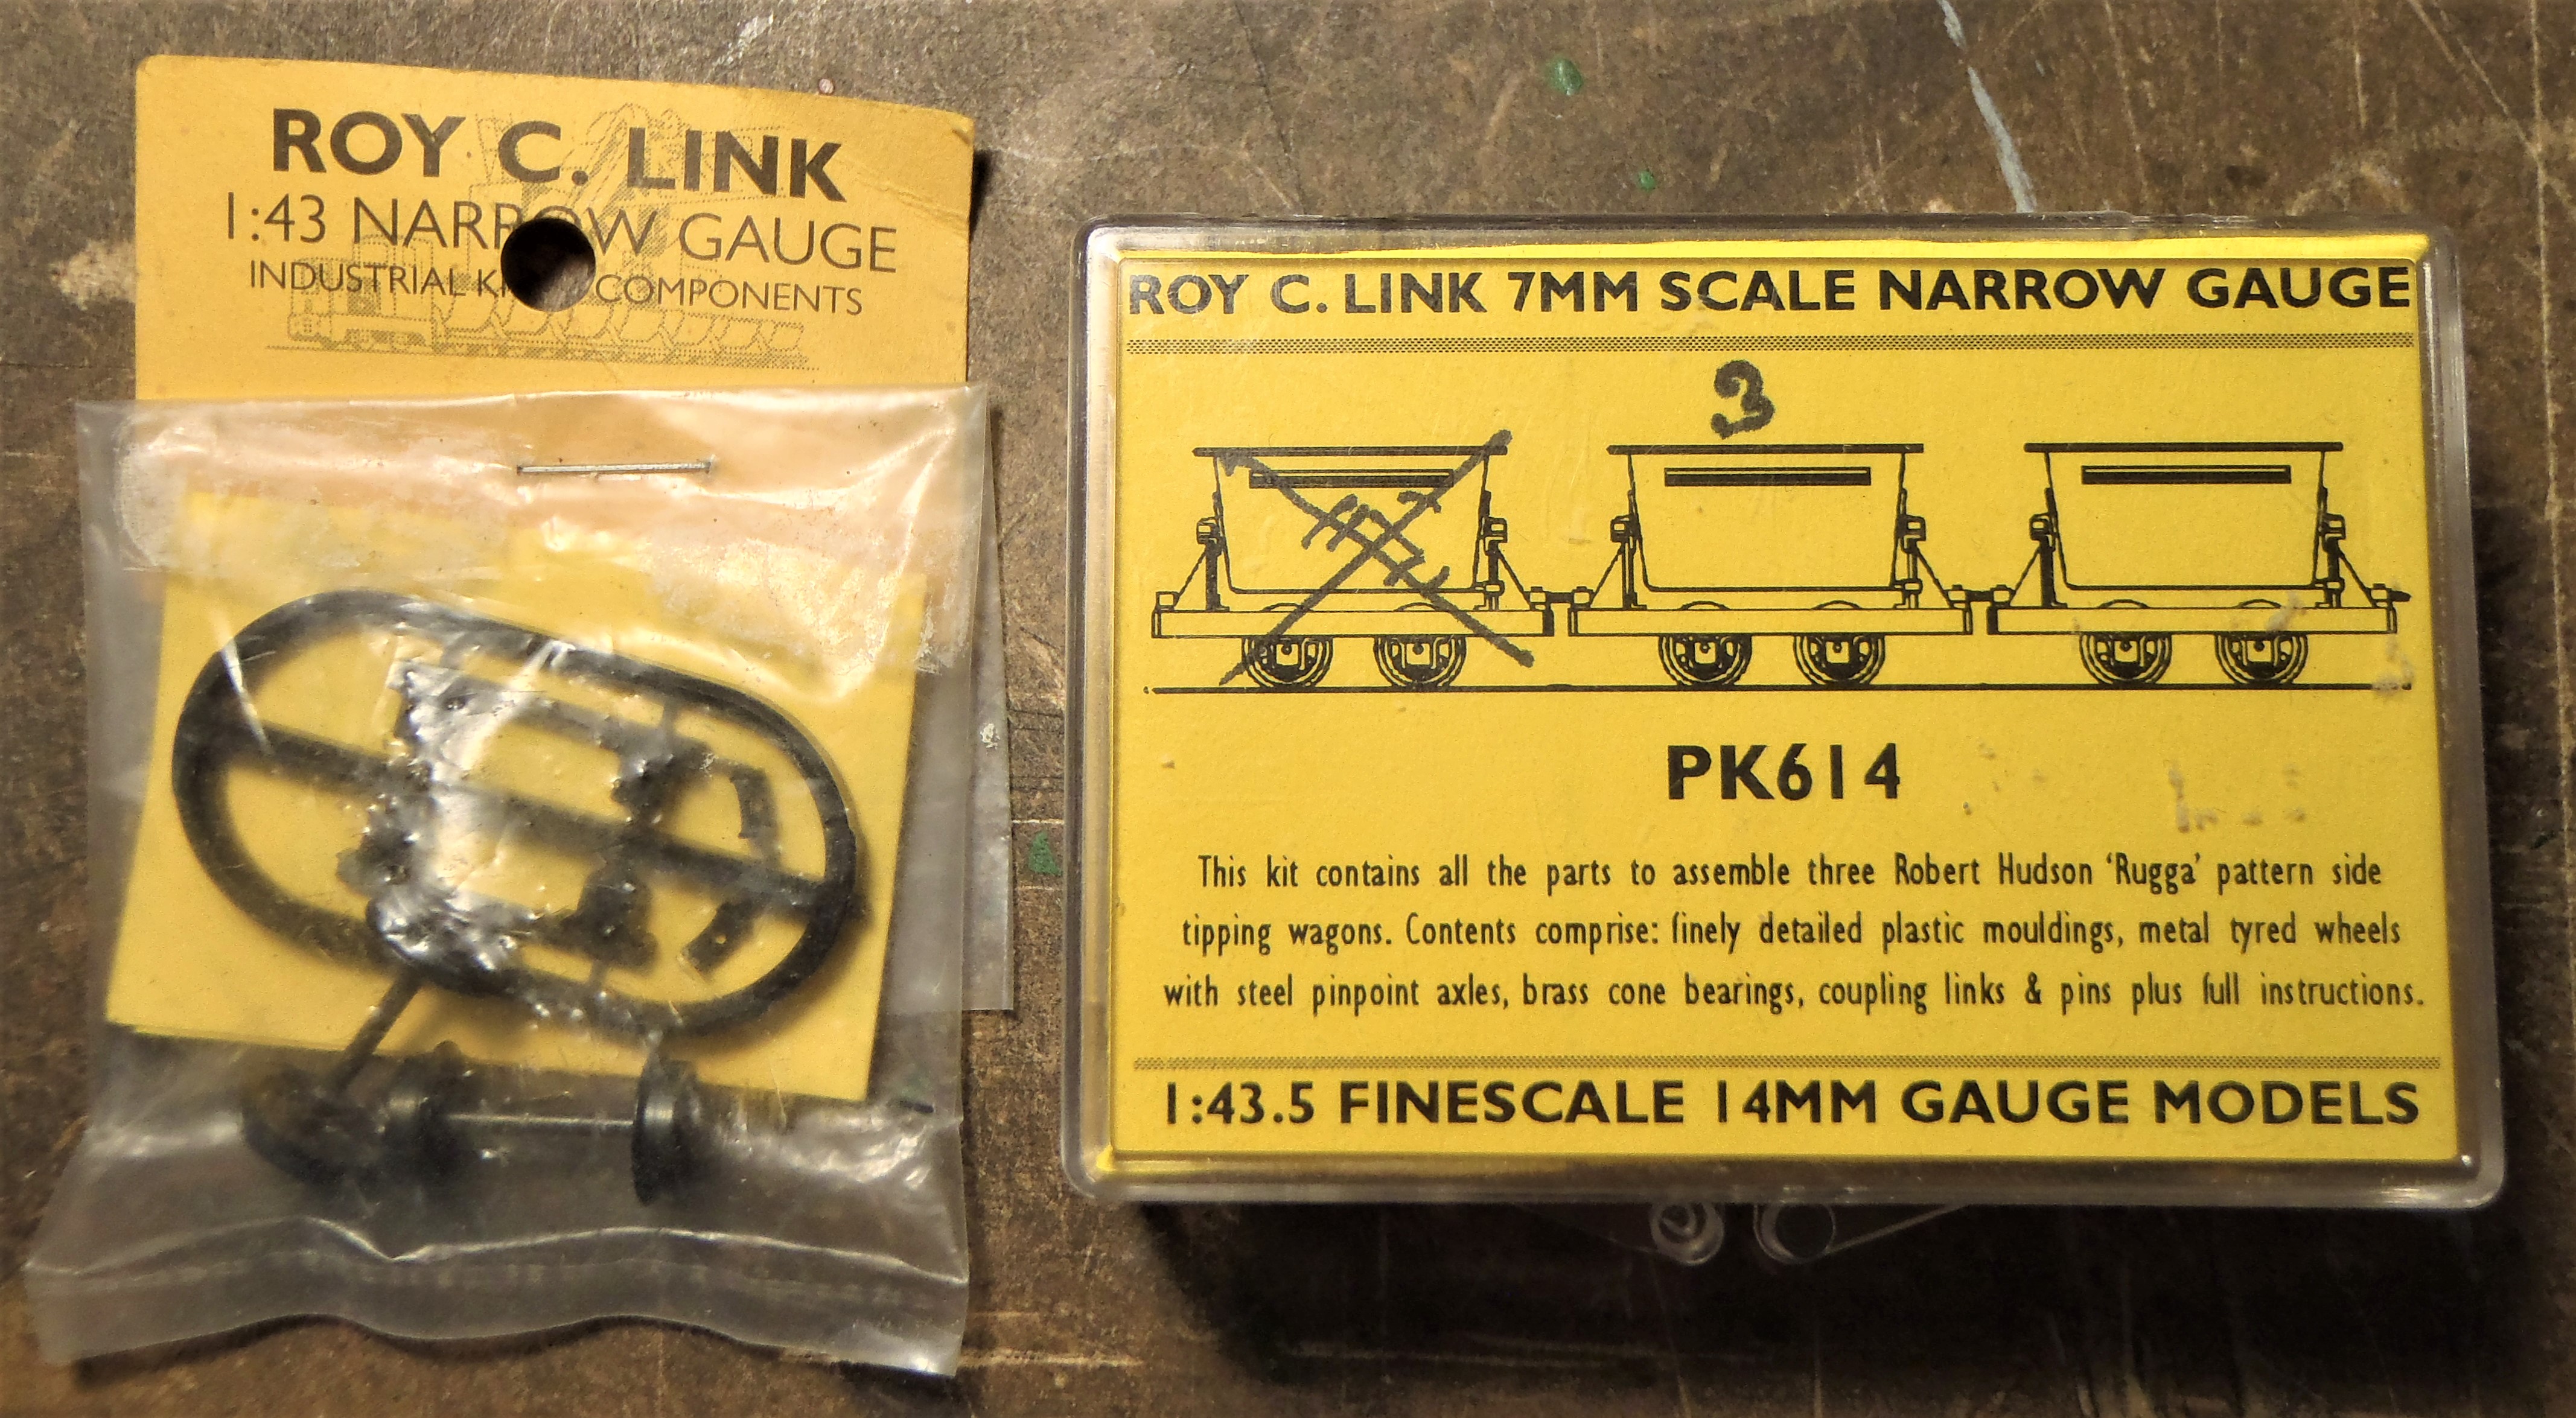 ROY C. LINK
1:43 NARROW GAUGE
INDUSTRIAL COMPONENTS
ROY C. LINK 7MM SCALE NARROW GAUGE
3
PK614
This kit contains all the parts to assemble three Robert Hudson ‘Rugga’ pattern side
tipping wagons. Contents comprise: finely detailed plastic mouldings, metal tyred wheels
with steel pinpoint axles, brass cone bearings, coupling links & pins plus full instructions.
1:43.5 FINESCALE 14MM GAUGE MODELS